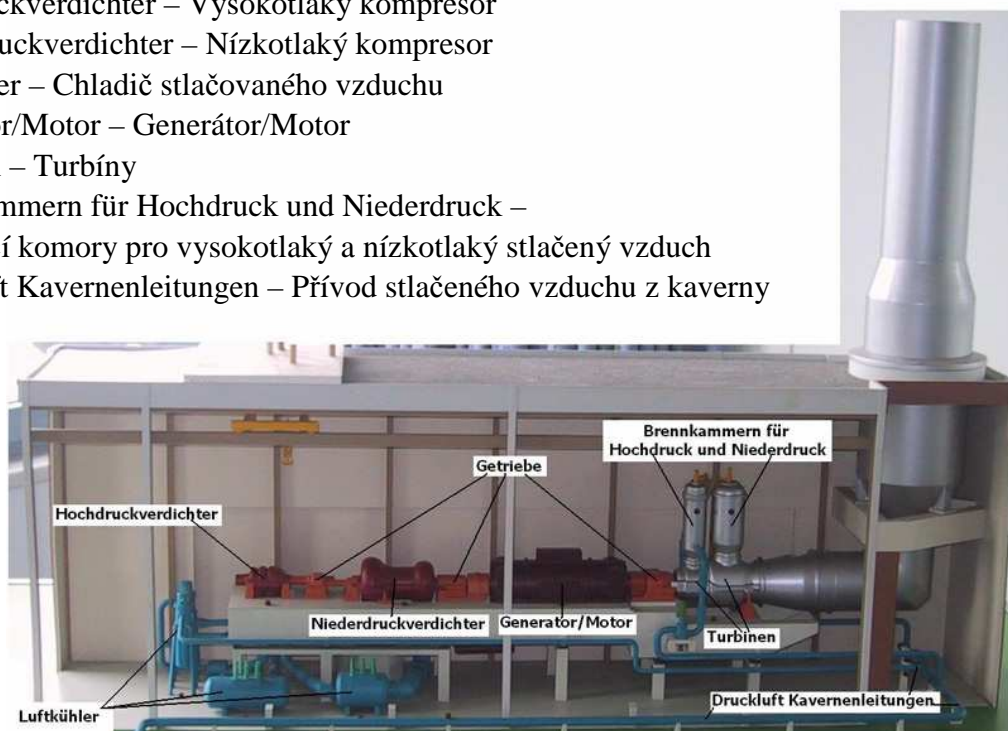 ckverdichter – Vysokotlaký kompresor
uckverdichter – Nízkotlaký kompresor
er – Chladič stlačovaného vzduchu
or/Motor – Generátor/Motor
– Turbíny
mmern für Hochdruck und Niederdruck –
í komory pro vysokotlaký a nízkotlaký stlačený vzduch
ft Kavernenleitungen – Přívod stlačeného vzduchu z kaverny
Brennkammern für
Hochdruck und Niederdruck
Getriebe
Hochdruckverdichter
Niederdruckverdichter
Generator/Motor
Turbinen
Druckluft Kavernenleitungen
Luftkühler